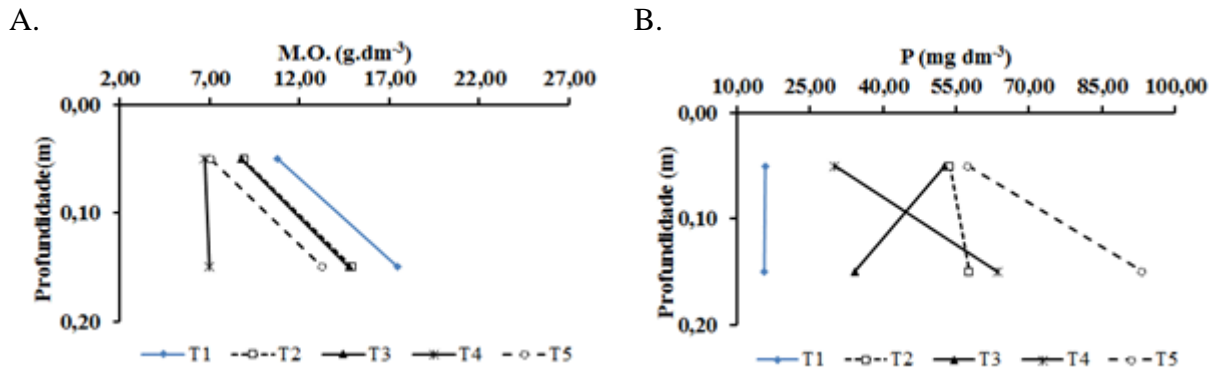 A.
M.O. (g.dm-3)
2,00 7,00 12,00 17,00 22,00 27,00
0,00
0,10
0,20
Profundidade(m)
T1 T2 T3 T4 T5
B.
P (mg dm-3)
10,00 25,00 40,00 55,00 70,00 85,00 100,00
0,00
0,10
0,20
Profundidade (m)
T1 T2 T3 T4 T5